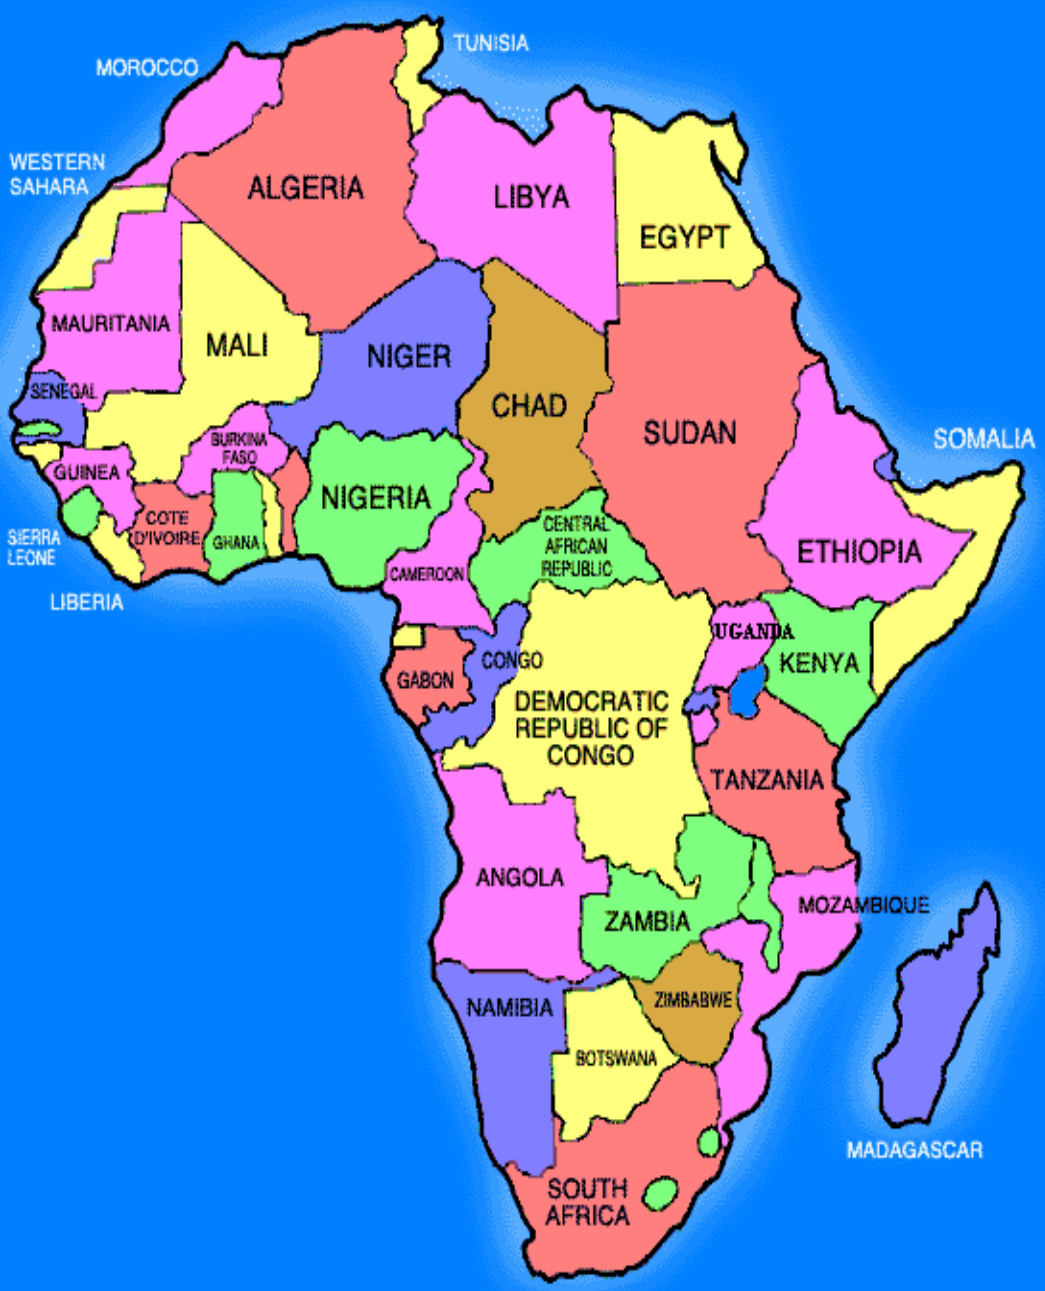 TUNISIA
MOROCCO
WESTERN
SAHARA
ALGERIA
LIBYA
EGYPT
MAURITANIA
MALI
NIGER
CHAD
SENEGAL
SUDAN
BURKINA
FASO
SOMALIA
GUINEA
NIGERIA
COTE
D'IVOIRE
GHANA
CENTRAL
AFRICAN
REPUBLIC
SIERRA
LEONE
ETHIOPIA
CAMEROON
LIBERIA
UGANDA
CONGO
KENYA
GABON
DEMOCRATIC
REPUBLIC OF
CONGO
TANZANIA
ANGOLA
MOZAMBIQUE
ZAMBIA
NAMIBIA
ZIMBABWE
BOTSWANA
MADAGASCAR
SOUTH
AFRICA